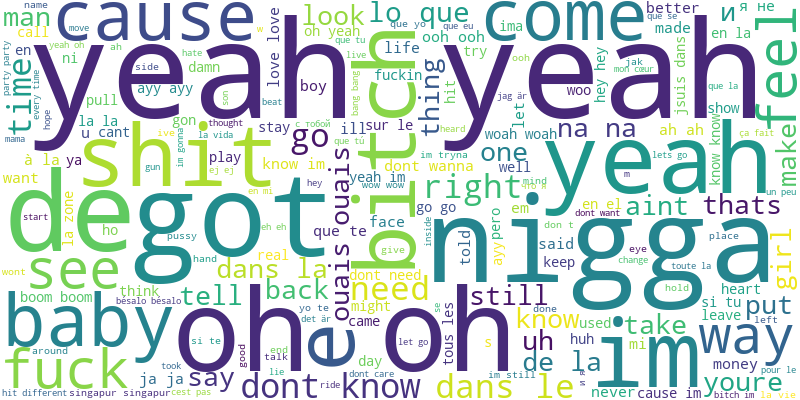 name
man
call
cause
look
oh yeah
lo que
que yo
que eu
come
ima
better
made
и
я не
que se
move
yeah yeah
party party
every time
time
en
ni
damn
yeah oh
ah
side
hate
u
que tu
live
life
w
ooh ooh
try
fuckin
hit
thing
let
ooh
woo
hey hey
jak
mon cœur
en la
jsuis dans
feel
pull
ayy ayy
boy
love love
bang bang
bitch
jag är
que la
show
mama
hope
la la
u
cant
gon
son
beat
с тобой
stay
ill
sur le
tú
woah woah
na na
ah ah
know know
ça fait
make
shit
thought
ive
la vida
im gonna
go
heard
one
yeah
lets go
à la
ya
play
gun
ej ej
know im
ouais ouais
dont wanna
im tryna
well
m
want
la zone
de
got
en mi
hey
yeah im
wow wow
right
mind
em
en el
aint
thats
un peu
start
ho
pussy
eh eh
que te
face
go go
pero
ayy
nigga
dont want
don t
see
hand
real
dans la
give
inside
told
said
keep
eye
change
place
toute la
girl
wont
boom boom
think
tell
back
dont need
need
still
hold
heart
bésalo bésalo
baby
oh oh
yo te
might
came
det är
tous les
se
done
know
used
take
si tu
leave
put
im
way
left
si te
e
let go
uh
huh
mi
around
fuck
took
good
end
talk
day
s
de la
money
youre
ja ja
say
lie
dont
know
dont care
ride
im still
dans le
never
cause im
pour le
hit different
singapur singapur
cest pas
bitch im
la vie